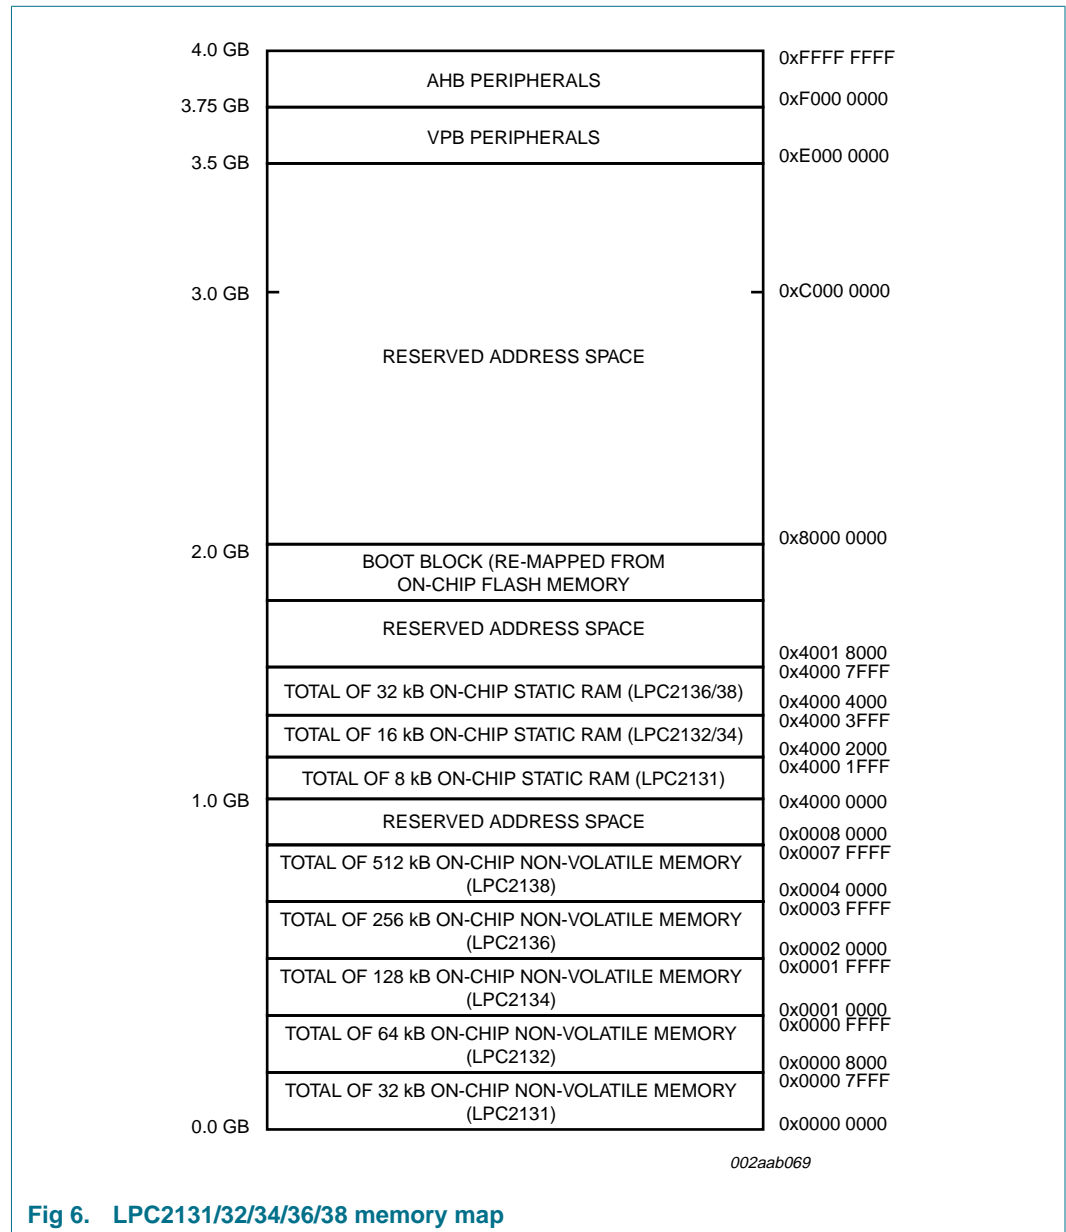 4.0 GB
0xFFFF FFFF
AHB PERIPHERALS
3.75 GB
0xF000 0000
VPB PERIPHERALS
3.5 GB
0xE000 0000
3.0 GB
0xC000 0000
RESERVED ADDRESS SPACE
0x8000 0000
2.0 GB
BOOT BLOCK (RE-MAPPED FROM
ON-CHIP FLASH MEMORY
RESERVED ADDRESS SPACE
0x4001 8000
0x4000 7FFF
TOTAL OF 32 kB ON-CHIP STATIC RAM (LPC2136/38)
0x4000 4000
0x4000 3FFF
TOTAL OF 16 kB ON-CHIP STATIC RAM (LPC2132/34)
0x4000 2000
0x4000 1FFF
TOTAL OF 8 kB ON-CHIP STATIC RAM (LPC2131)
1.0 GB
0x4000 0000
RESERVED ADDRESS SPACE
0x0008 0000
0x0007 FFFF
TOTAL OF 512 kB ON-CHIP NON-VOLATILE MEMORY
(LPC2138)
0x0004 0000
0x0003 FFFF
TOTAL OF 256 kB ON-CHIP NON-VOLATILE MEMORY
(LPC2136)
0x0002 0000
0x0001 FFFF
TOTAL OF 128 kB ON-CHIP NON-VOLATILE MEMORY
(LPC2134)
0x0001 0000
0x0000 FFFF
TOTAL OF 64 kB ON-CHIP NON-VOLATILE MEMORY
(LPC2132)
0x0000 8000
0x0000 7FFF
TOTAL OF 32 kB ON-CHIP NON-VOLATILE MEMORY
(LPC2131)
0.0 GB
0x0000 0000
002aab069
Fig 6. LPC2131/32/34/36/38 memory map